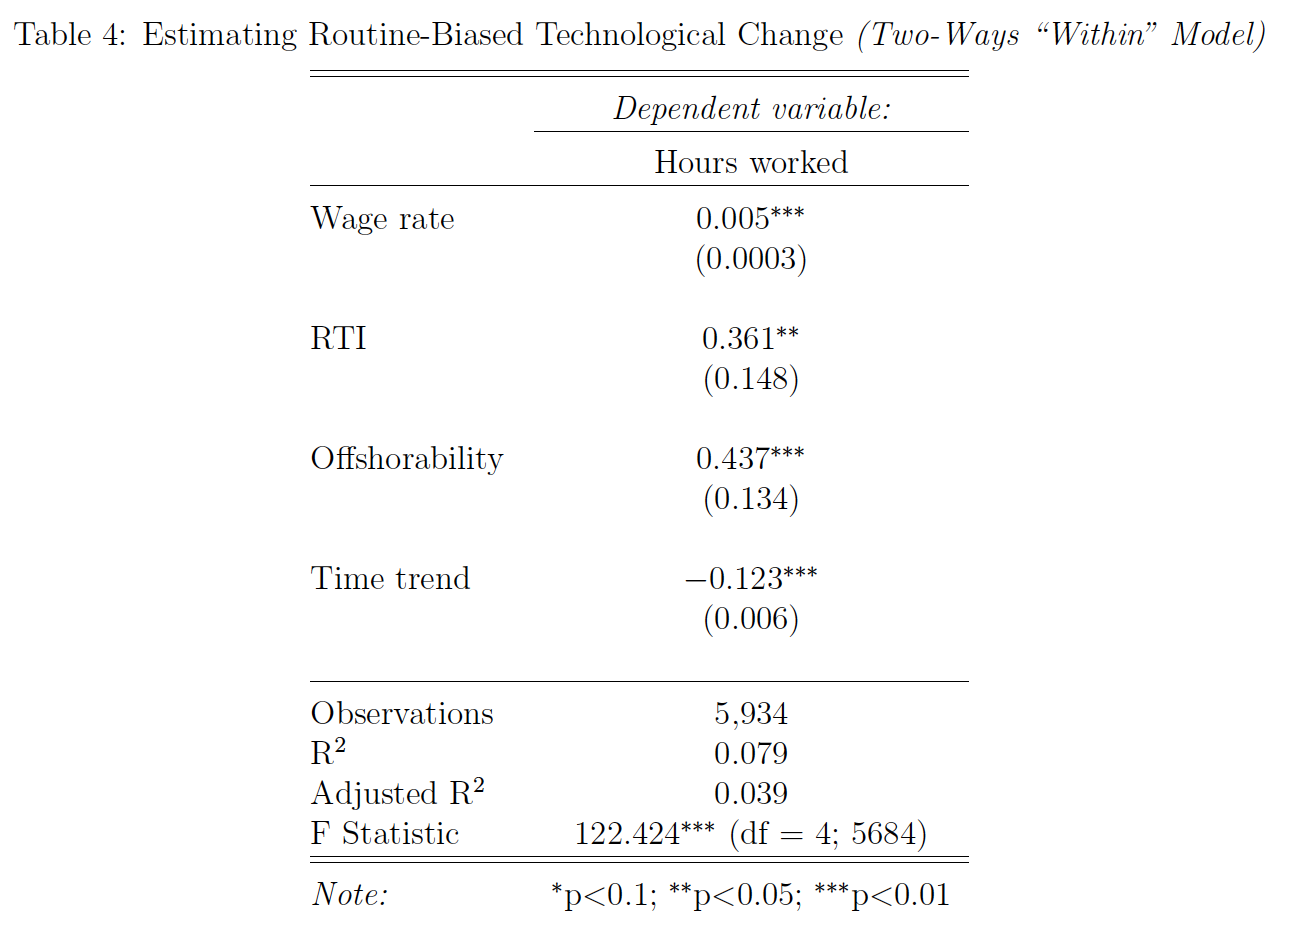 Table 4: Estimating Routine-Biased Technological Change (Two-Ways “Within” Model)
Dependent variable:
Hours worked
Wage rate 0.005***
(0.0003)
RTI 0.361**
(0.148)
Offshorability 0.437***
(0.134)
Time trend −0.123***
(0.006)
Observations 5,934
R² 0.079
Adjusted R² 0.039
F Statistic 122.424*** (df = 4; 5684)
Note: *p<0.1; **p<0.05; ***p<0.01